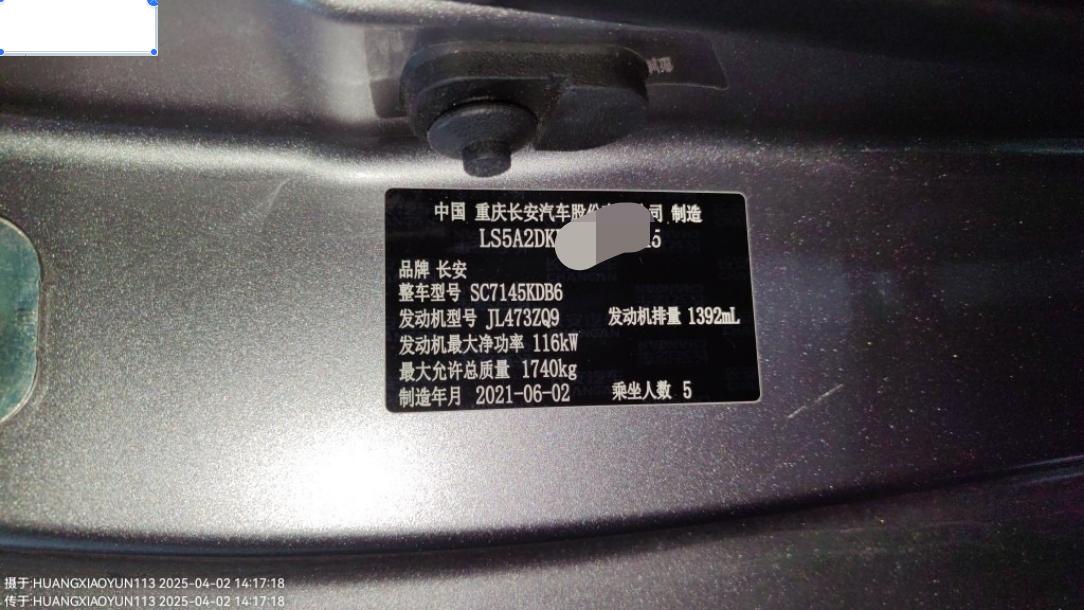 中国 重庆长安汽车股份 司 制造
LS5A2DK 5
品牌 长安
整车型号 SC7145KDB6
发动机型号 JL473ZQ9 发动机排量 1392mL
发动机最大净功率 116kW
最大允许总质量 1740kg
制造年月 2021-06-02 乘坐人数 5
摄于:HUANGXIAOYUN113 2025-04-02 14:17:18
传于:HUANGXIAOYUN113 2025-04-02 14:17:18